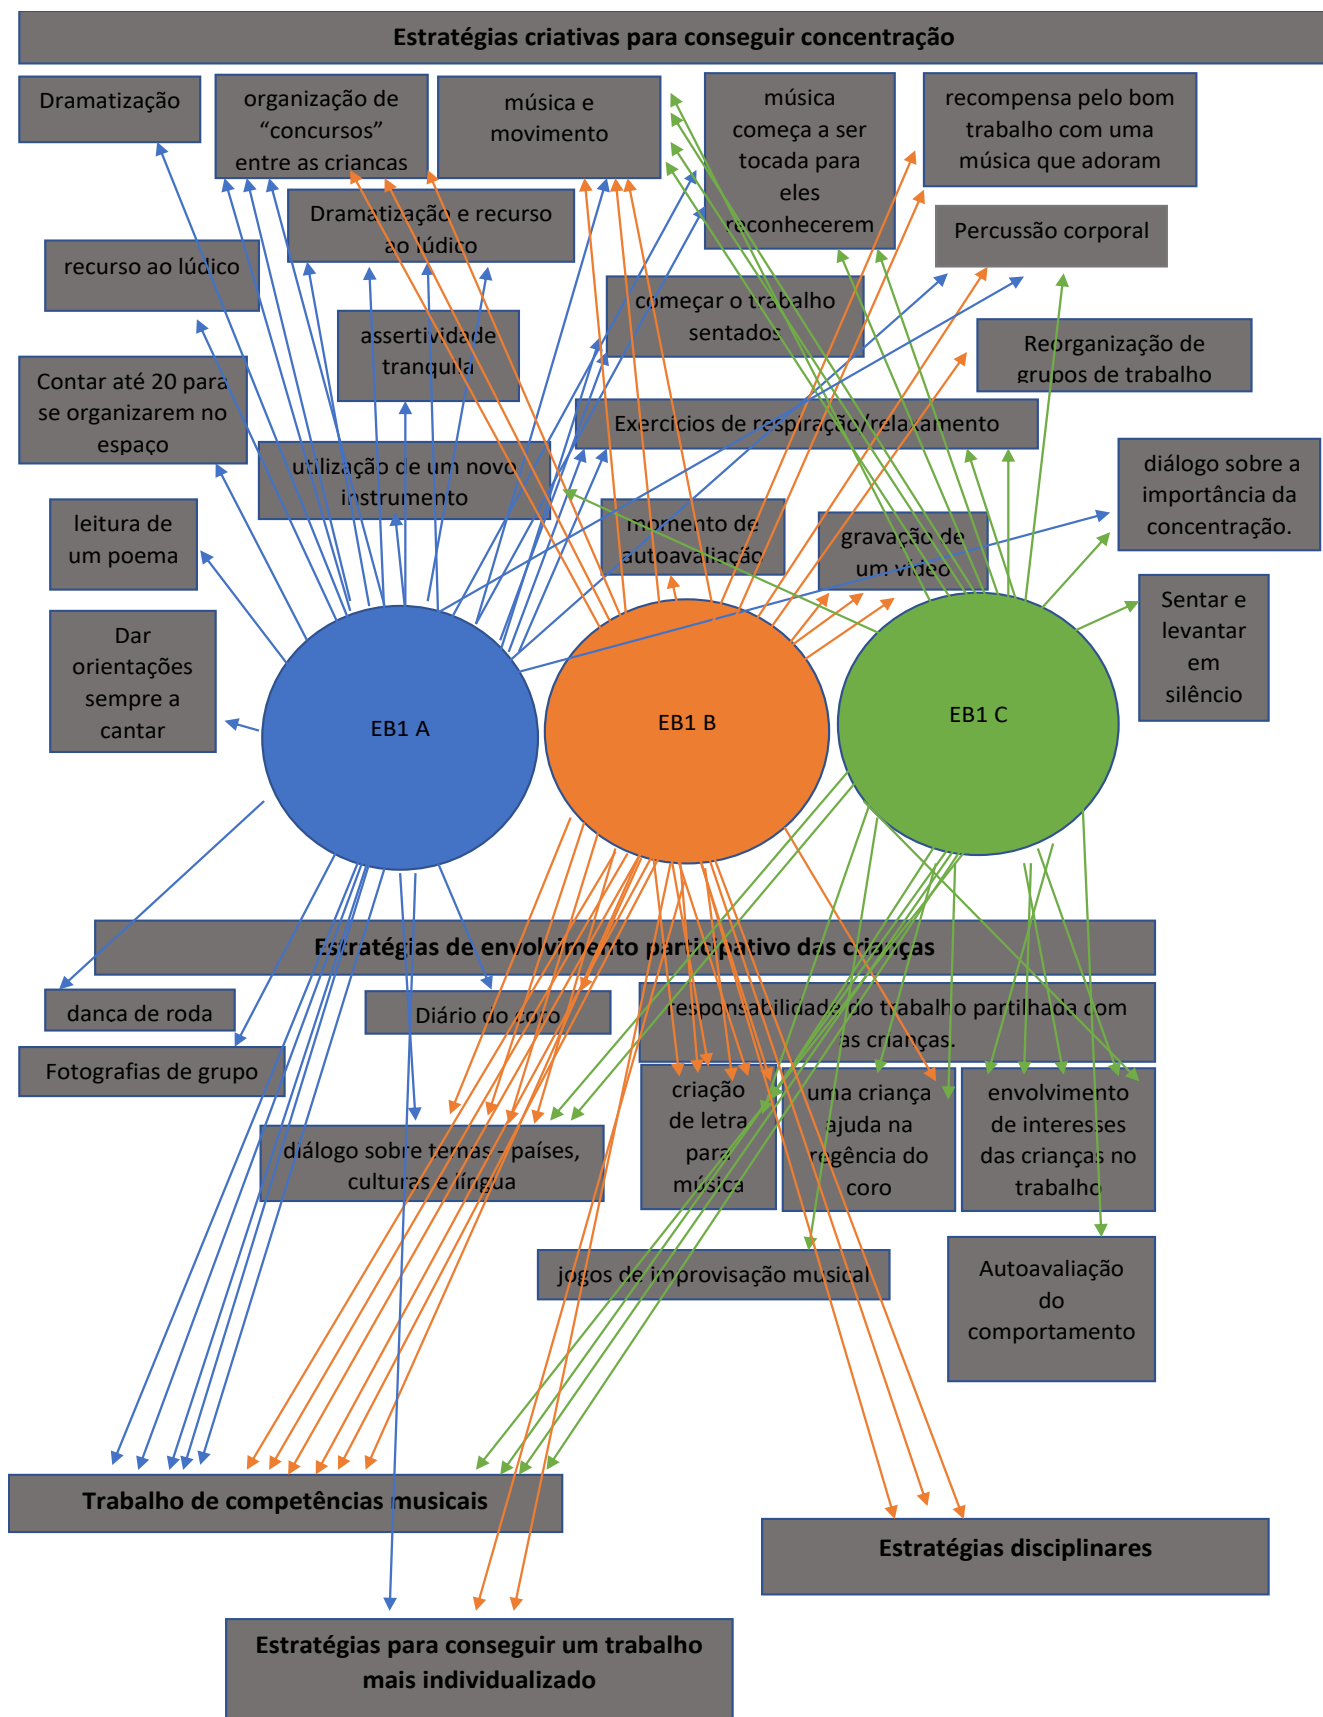 Estratégias criativas para conseguir concentração
Dramatização
organização de
“concursos”
entre as crianças
música e
movimento
música
começa a ser
tocada para
eles
reconhecerem
recompensa pelo bom
trabalho com uma
música que adoram
Dramatização e recurso
ao lúdico
Percussão corporal
recurso ao lúdico
começar o trabalho
sentados
assertividade
tranquila
Reorganização de
grupos de trabalho
Contar até 20 para
se organizarem no
espaço
Exercícios de respiração/relaxamento
utilização de um novo
instrumento
diálogo sobre a
importância da
concentração.
leitura de
um poema
momento de
autoavaliação
gravação de
um vídeo
Sentar e
levantar
em
silêncio
Dar
orientações
sempre a
cantar
EB1 A
EB1 B
EB1 C
Estratégias de envolvimento participativo das crianças
dança de roda
Diário do coro
responsabilidade do trabalho partilhada com
as crianças.
Fotografias de grupo
criação
de letra
para
música
uma criança
ajuda na
regência do
coro
envolvimento
de interesses
das crianças no
trabalho
diálogo sobre temas - países,
culturas e língua
jogos de improvisação musical
Autoavaliação
do
comportamento
Trabalho de competências musicais
Estratégias disciplinares
Estratégias para conseguir um trabalho
mais individualizado